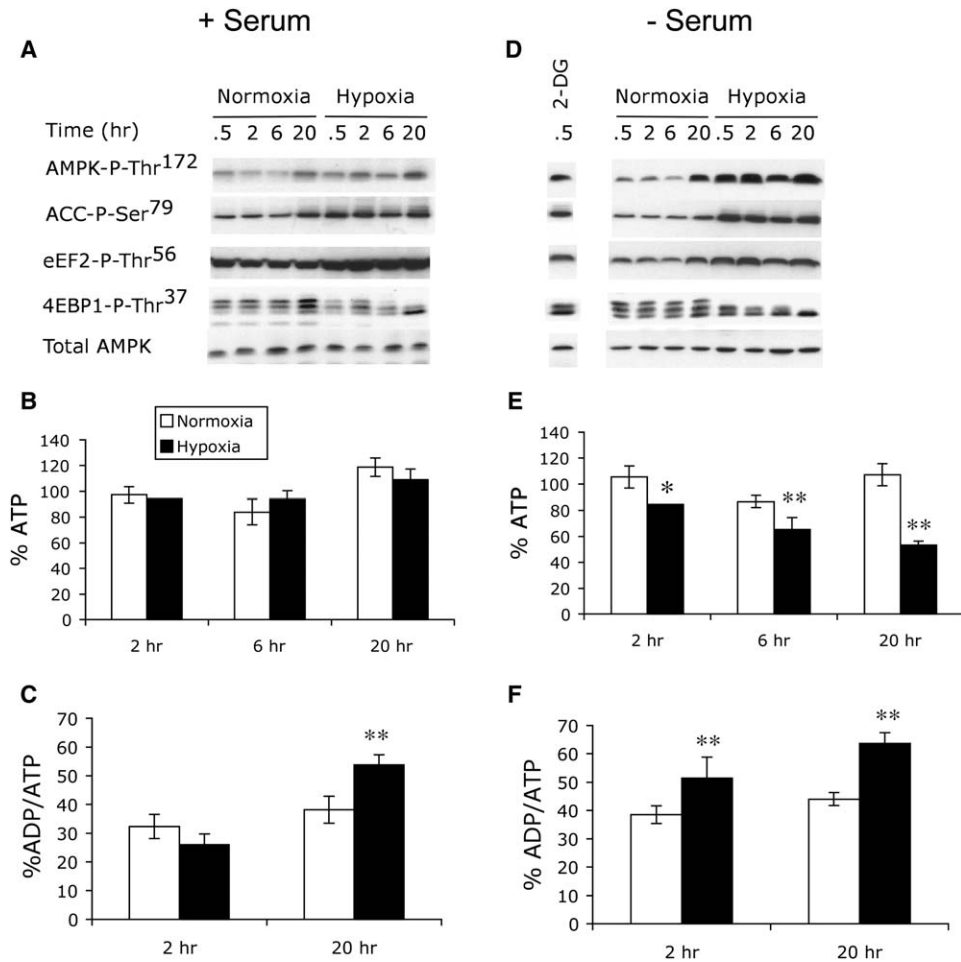 + Serum
A
Normoxia Hypoxia
Time (hr) .5 2 6 20 .5 2 6 20
AMPK-P-Thr172
ACC-P-Ser79
eEF2-P-Thr56
4EBP1-P-Thr37
Total AMPK
B
Normoxia
Hypoxia
% ATP
140
120
100
80
60
40
20
0
2 hr 6 hr 20 hr
C
%ADP/ATP
70
60
50
40
30
20
10
0
**
2 hr 20 hr
- Serum
D
2-DG
Normoxia Hypoxia
.5 .5 2 6 20 .5 2 6 20
E
% ATP
140
120
100
80
60
40
20
0
* ** **
2 hr 6 hr 20 hr
F
% ADP/ATP
70
60
50
40
30
20
10
0
** **
2 hr 20 hr